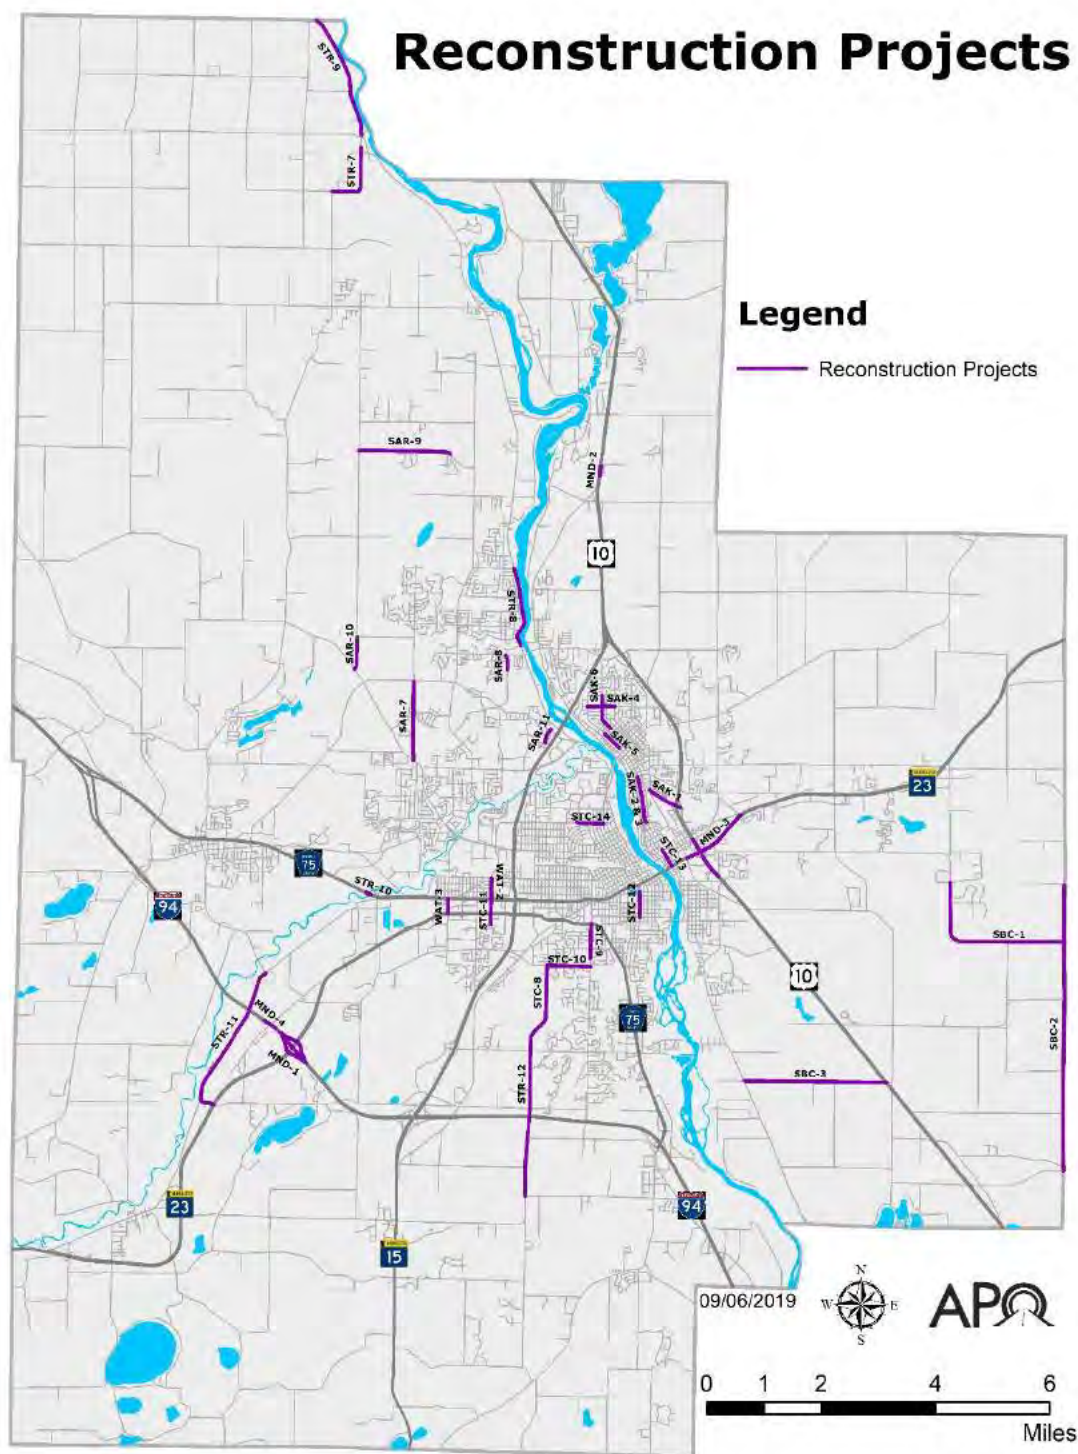 Reconstruction Projects
STR-9
STR-7
Legend
Reconstruction Projects
SAR-9
MND-2
10
STR-8
SAR-10
SAR-8
SAK-6
SAK-4
SAR-7
SAR-11
SAK-5
SAK-2 & 3
SAK-1
23
STC-14
MND-3
STC-13
75
STR-10
WAT-2
WAT-3
STC-11
STC-12
94
STC-9
SBC-1
STC-10
10
STC-8
75
MND-4
STR-11
MND-1
SBC-2
STR-12
SBC-3
23
94
15
09/06/2019
N
W
E
S
APO
0 1 2 4 6
Miles